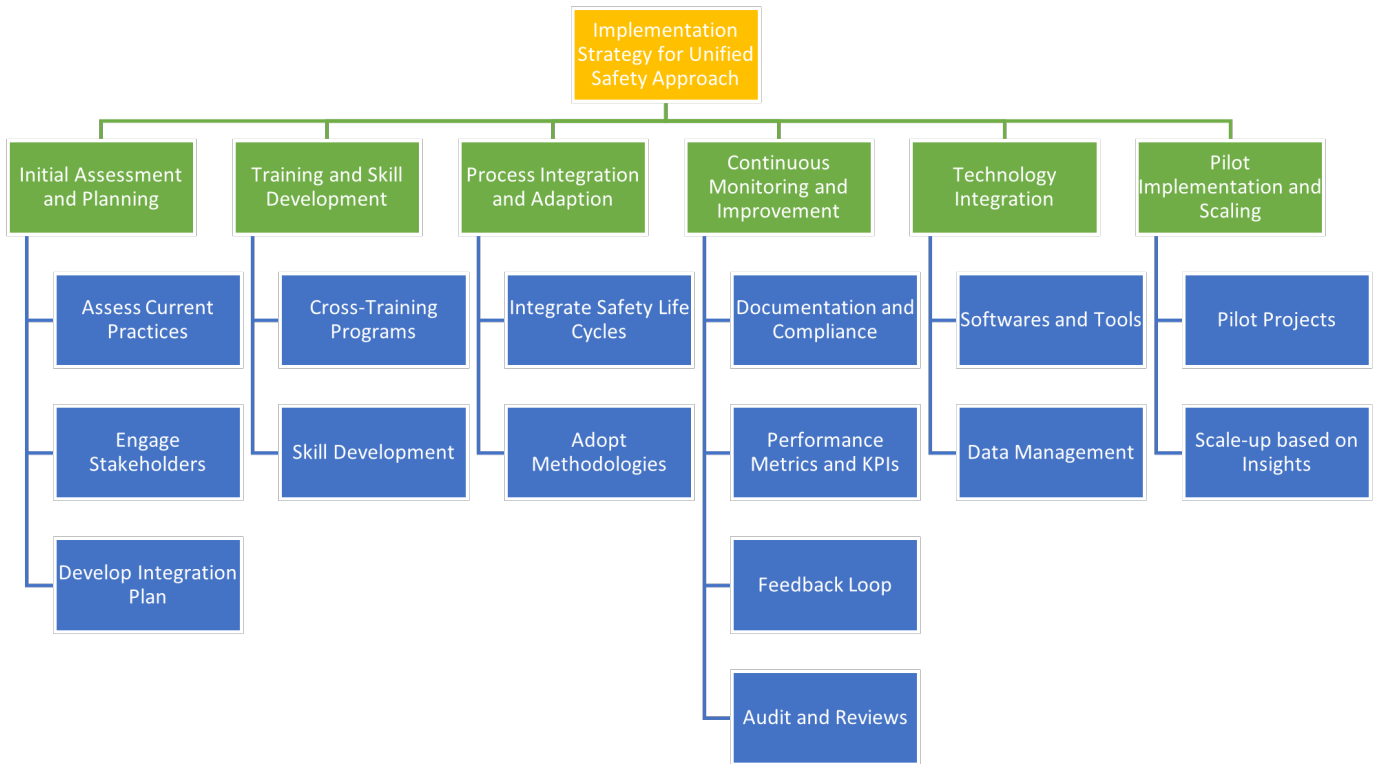 Implementation
Strategy for Unified
Safety Approach
Initial Assessment
and Planning
Training and Skill
Development
Process Integration
and Adaption
Continuous
Monitoring and
Improvement
Technology
Integration
Pilot
Implementation and
Scaling
Assess Current
Practices
Cross-Training
Programs
Integrate Safety Life
Cycles
Documentation and
Compliance
Softwares and Tools
Pilot Projects
Engage
Stakeholders
Skill Development
Adopt
Methodologies
Performance
Metrics and KPIs
Data Management
Scale-up based on
Insights
Develop Integration
Plan
Feedback Loop
Audit and Reviews